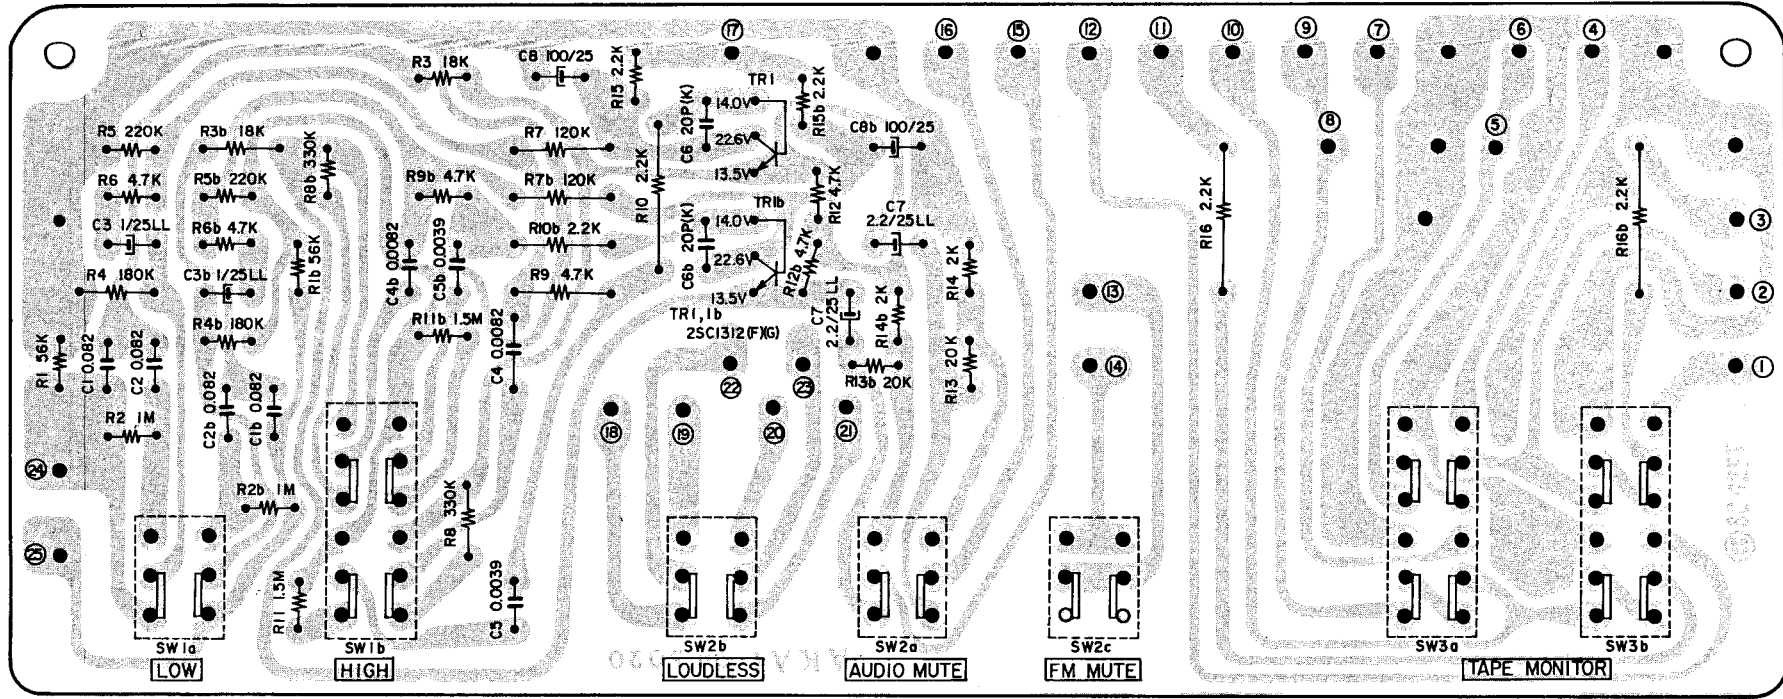 ⑰ ⑯ ⑮ ⑫ ⑪ ⑩ ⑨ ⑦ ⑥ ④
R3 18K
C8 100/25
R15 2.2K
TR1
14.0V
22.6V
13.5V
C6 20P(K)
R15b 2.2K
C8b 100/25
⑧
⑤
R5 220K
R3b 18K
R8b 330K
R7 120K
R10 2.2K
R6 4.7K
R5b 220K
R9b 4.7K
R7b 120K
R12 4.7K
TR1b
14.0V
22.6V
13.5V
C6b 20P(K)
R12b 4.7K
C7
2.2/25LL
R16 2.2K
R16b 2.2K
③
C3 1/25LL
R6b 4.7K
R11b 56K
C4b 0.0082
C5b 0.0039
R10b 2.2K
R4 180K
C3b 1/25LL
R9 4.7K
R14 2K
⑬
②
TR1,1b
2SC1312(F)(G)
C7
2.2/25LL
R14b 2K
R4b 180K
R11b 1.5M
C4 0.0082
R1 56K
C1 0.082
C2 0.082
R13b 20K
R13 20K
⑭
①
㉒ ㉓
C2b 0.082
C1b 0.082
R2 1M
⑱ ⑲ ⑳ ㉑
㉔
R2b 1M
R8 330K
㉕
R11 1.5M
C5 0.0039
SW1a
LOW
SW1b
HIGH
SW2b
LOUDLESS
SW2a
AUDIO MUTE
SW2c
FM MUTE
SW3a
SW3b
TAPE MONITOR